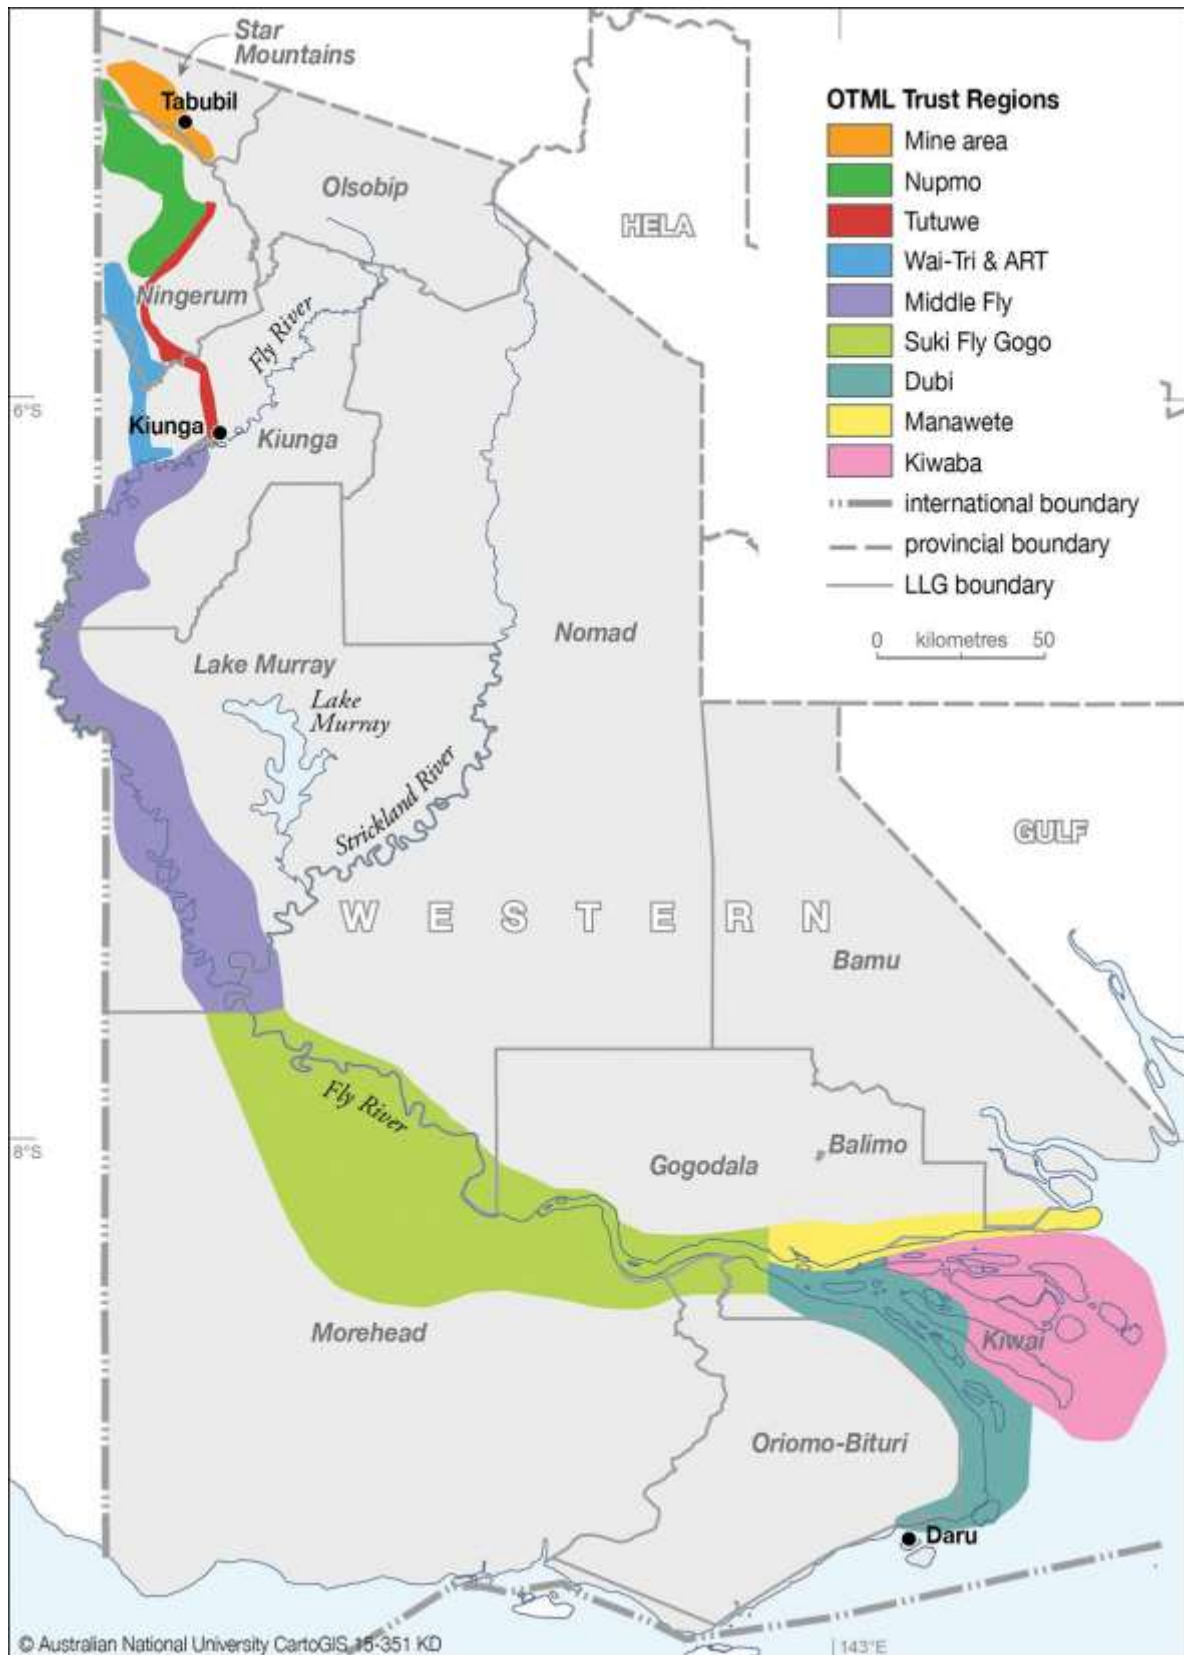 Star
Mountains
Tabubil
Olsobip
HELA
Ningerum
Fly River
6°S
Kiunga
Kiunga
Nomad
Lake Murray
Lake
Murray
Strickland River
GULF
WESTERN
Bamu
Fly River
8°S
Balimo
Gogodala
Morehead
Kiwai
Oriomo-Bituri
Daru
OTML Trust Regions
Mine area
Nupmo
Tutuwe
Wai-Tri & ART
Middle Fly
Suki Fly Gogo
Dubi
Manawete
Kiwaba
international boundary
provincial boundary
LLG boundary
0 kilometres 50
© Australian National University CartoGIS 15-351 KD
143°E